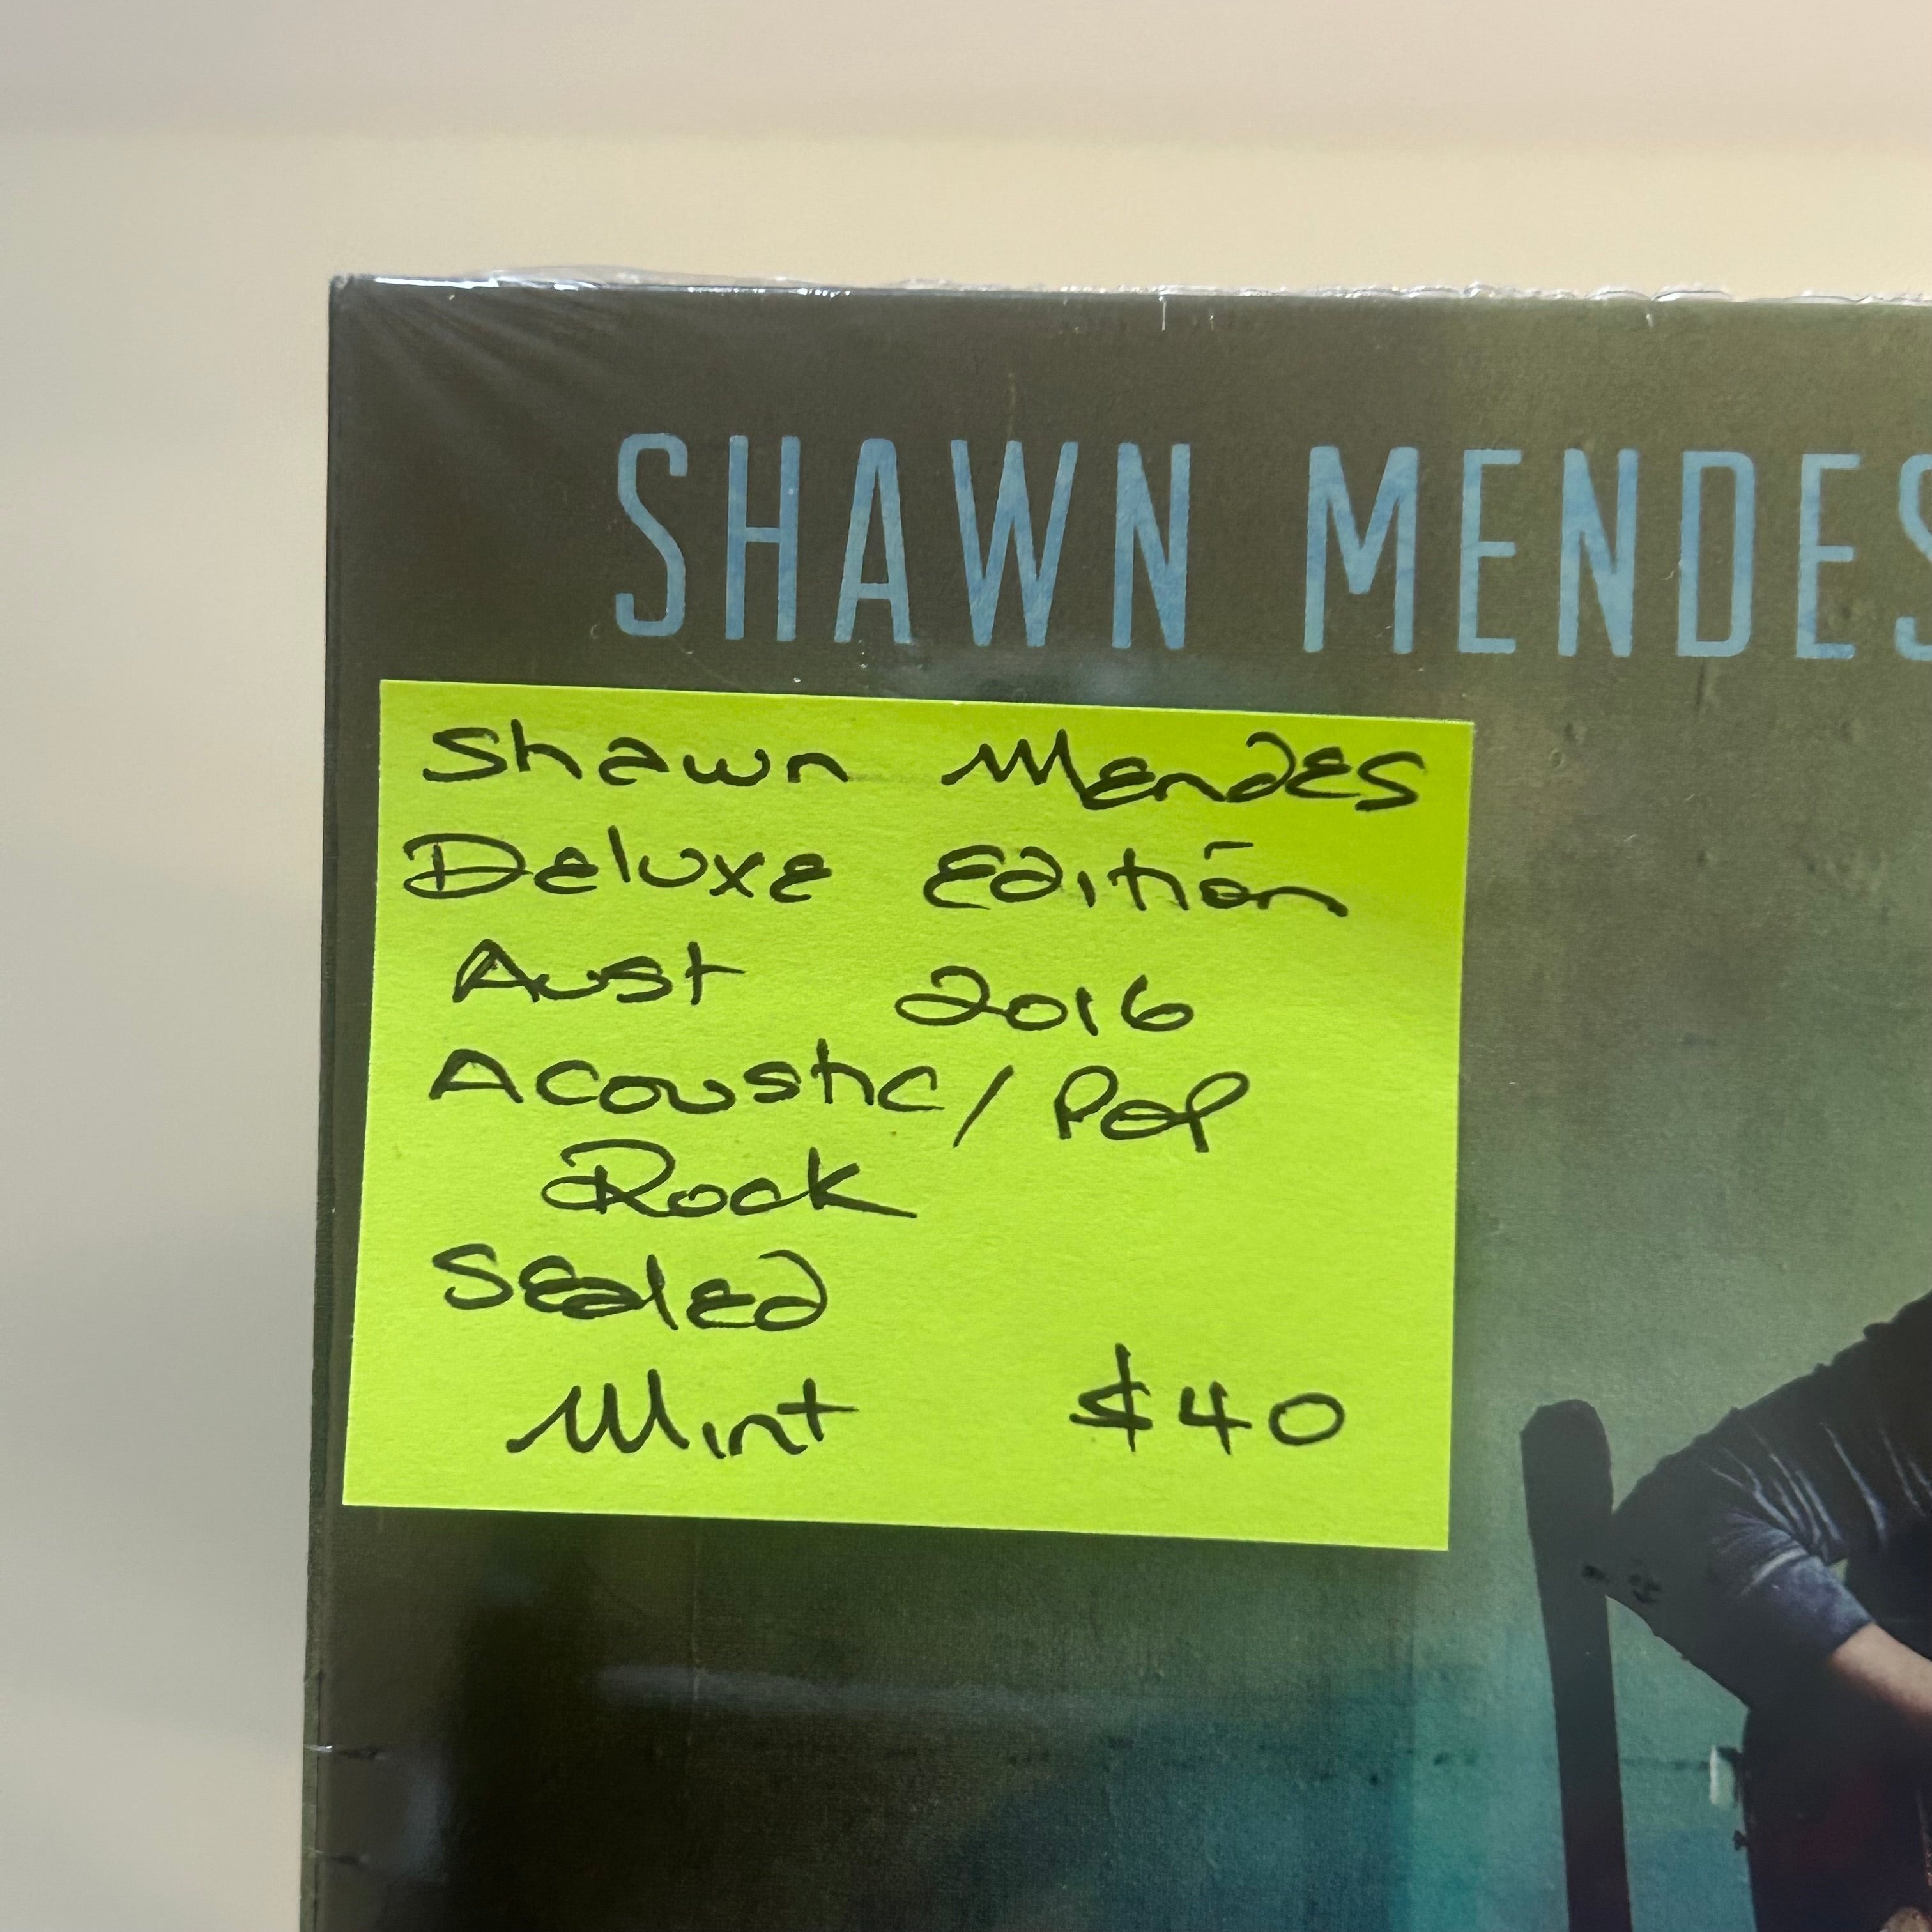 SHAWN MENDES
Shawn Mendes
Deluxe Edition
Aust 2016
Acoustic/Pop
Rock
Sealed
Mint $40